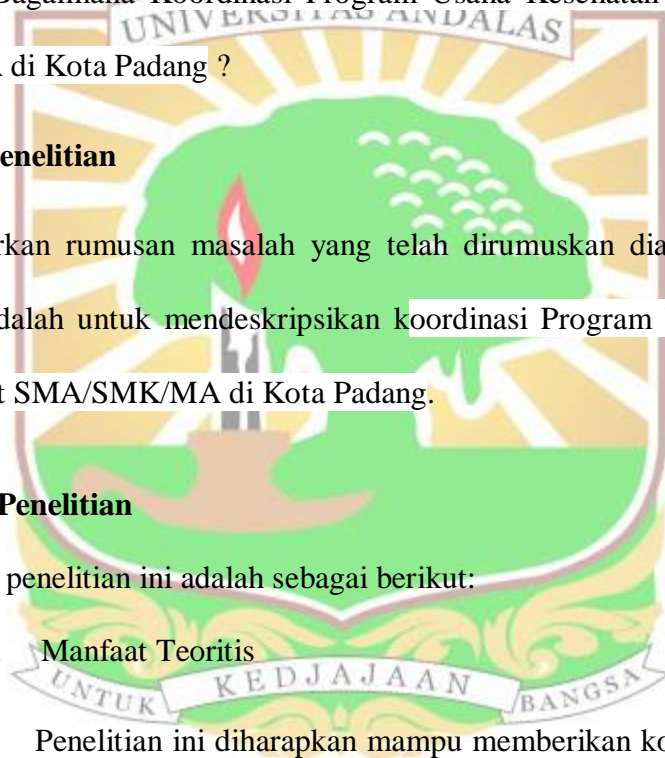 Bagaimana Koordinasi Program Usaha Kesehatan
UNIVERSITAS ANDALAS
di Kota Padang ?
enelitian
rkan rumusan masalah yang telah dirumuskan dia
dalah untuk mendeskripsikan koordinasi Program
t SMA/SMK/MA di Kota Padang.
Penelitian
penelitian ini adalah sebagai berikut:
Manfaat Teoritis
UNTUK KEDJAJAAN BANGSA
Penelitian ini diharapkan mampu memberikan ko